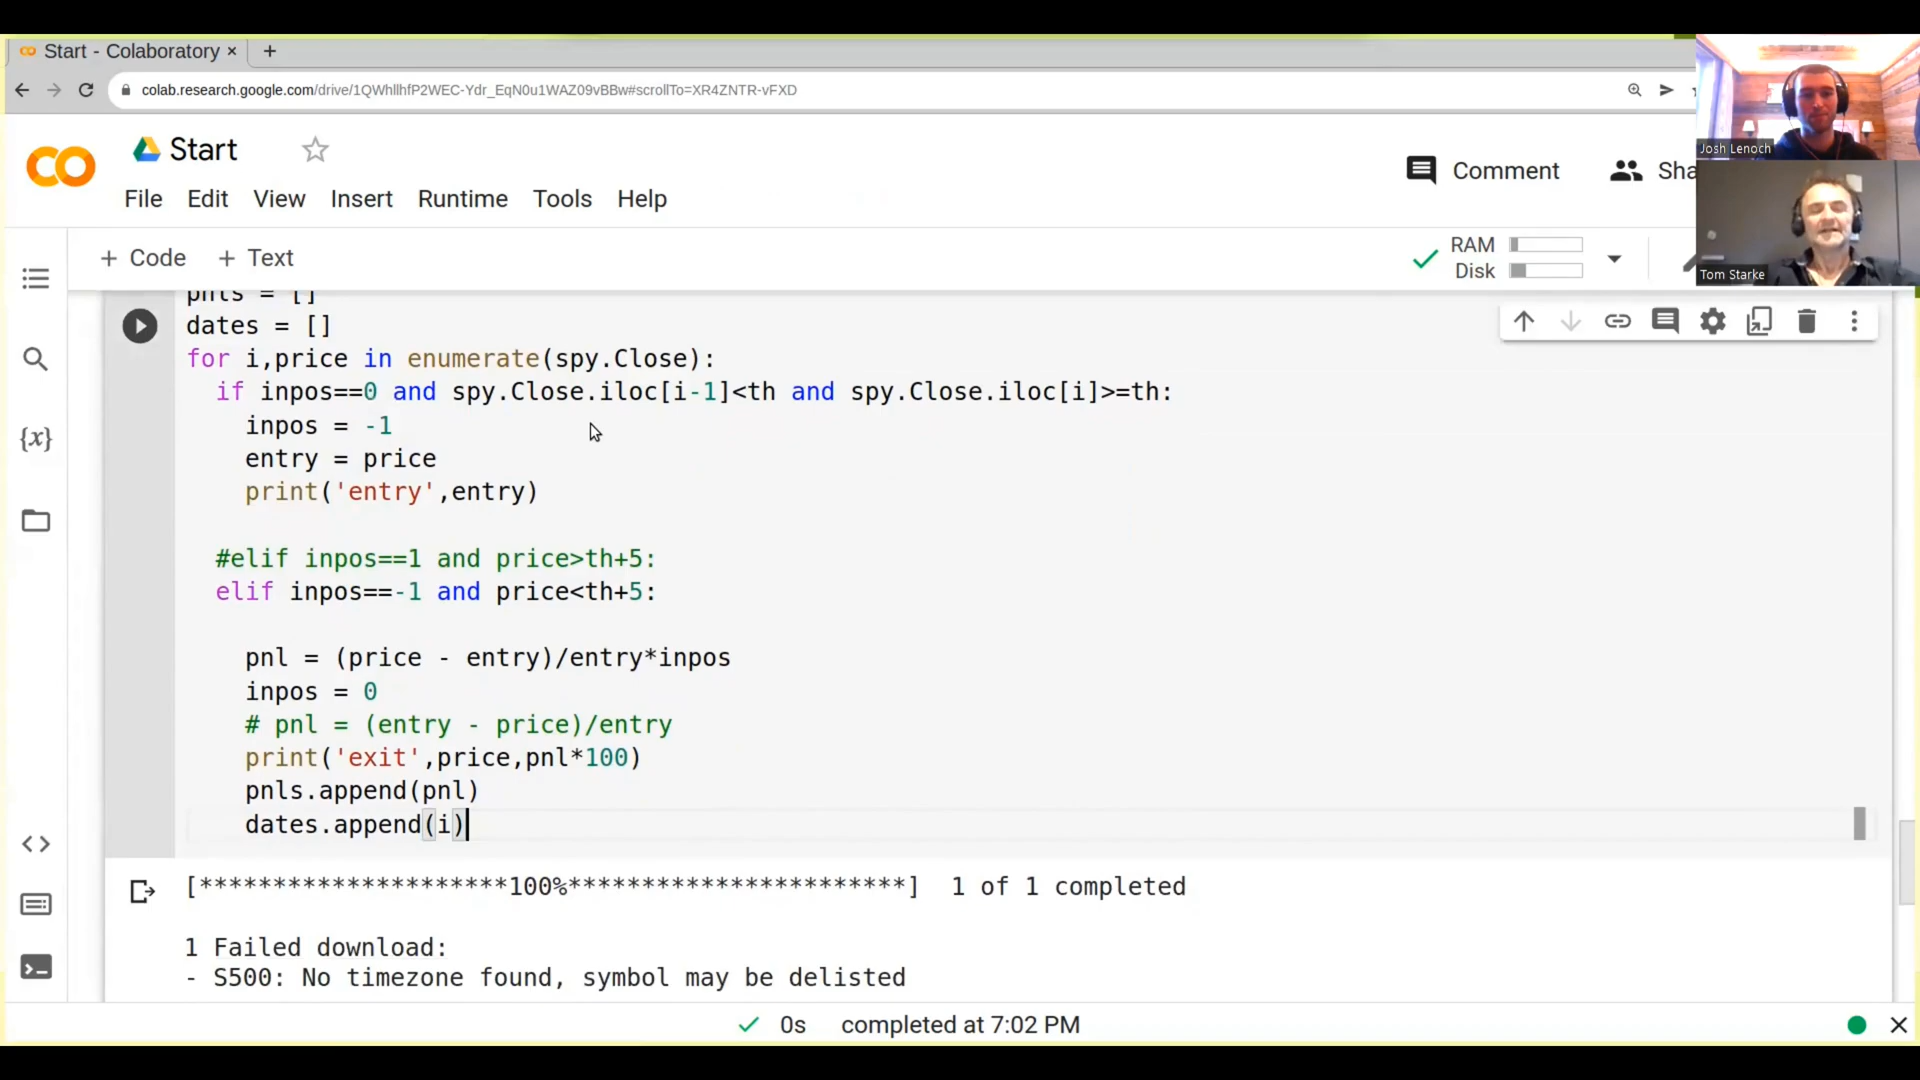 Start - Colaboratory
colab.research.google.com/drive/1QWhllhfP2WEC-Ydr_EqN0u1WAZ09vBBw#scrollTo=XR4ZNTR-vFXD
Start
Comment
Sha
File Edit View Insert Runtime Tools Help
+ Code + Text
RAM
Disk
Josh Lenoch
Tom Starke
pnls = []
dates = []
for i,price in enumerate(spy.Close):
  if inpos==0 and spy.Close.iloc[i-1]<th and spy.Close.iloc[i]>=th:
    inpos = -1
    entry = price
    print('entry',entry)
  #elif inpos==1 and price>th+5:
  elif inpos==-1 and price<th+5:
    pnl = (price - entry)/entry*inpos
    inpos = 0
    # pnl = (entry - price)/entry
    print('exit',price,pnl*100)
    pnls.append(pnl)
    dates.append(i)
[*********************100%***********************]  1 of 1 completed
1 Failed download:
- S500: No timezone found, symbol may be delisted
0s completed at 7:02 PM